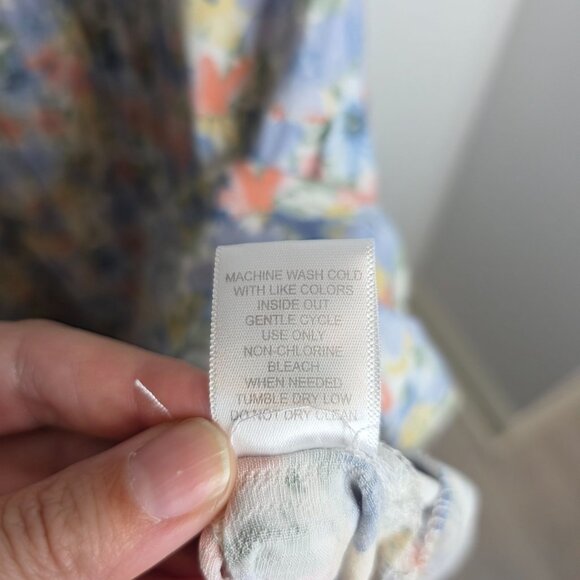 MACHINE WASH COLD
WITH LIKE COLORS
INSIDE OUT
GENTLE CYCLE
USE ONLY
NON-CHLORINE
BLEACH
WHEN NEEDED
TUMBLE DRY LOW
DO NOT DRY CLEAN